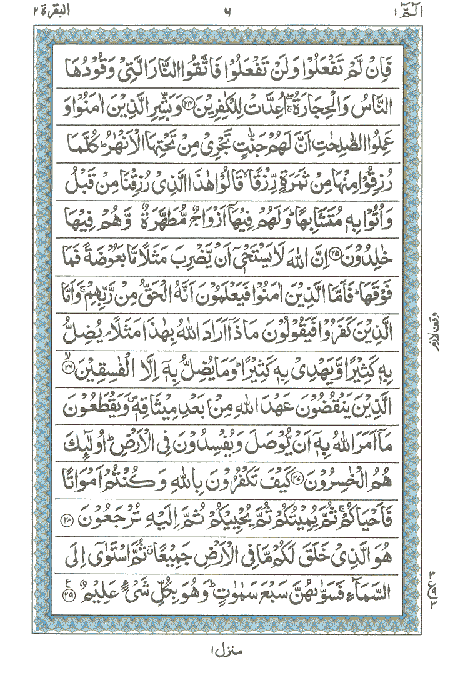 الٓمّٓ ١ ٦ البقرة ٢
فَاِنْ لَّمْ تَفْعَلُوْا وَلَنْ تَفْعَلُوْا فَاتَّقُوا النَّارَ الَّتِیْ وَقُوْدُهَا
النَّاسُ وَالْحِجَارَةُ ۚۖ اُعِدَّتْ لِلْكٰفِرِیْنَ ﴿۲۴﴾ وَبَشِّرِ الَّذِیْنَ اٰمَنُوْا وَ
عَمِلُوا الصّٰلِحٰتِ اَنَّ لَهُمْ جَنّٰتٍ تَجْرِیْ مِنْ تَحْتِهَا الْاَنْهٰرُ ؕ كُلَّمَا
رُزِقُوْا مِنْهَا مِنْ ثَمَرَةٍ رِّزْقًا ۙ قَالُوْا هٰذَا الَّذِیْ رُزِقْنَا مِنْ قَبْلُ
وَاُتُوْا بِهٖ مُتَشَابِهًا ؕ وَلَهُمْ فِیْهَاۤ اَزْوَاجٌ مُّطَهَّرَةٌ ۙ وَّهُمْ فِیْهَا
خٰلِدُوْنَ ﴿۲۵﴾ اِنَّ اللّٰهَ لَا یَسْتَحْیٖۤ اَنْ یَّضْرِبَ مَثَلًا مَّا بَعُوْضَةً فَمَا
فَوْقَهَا ؕ فَاَمَّا الَّذِیْنَ اٰمَنُوْا فَیَعْلَمُوْنَ اَنَّهُ الْحَقُّ مِنْ رَّبِّهِمْ ۚ وَاَمَّا
الَّذِیْنَ كَفَرُوْا فَیَقُوْلُوْنَ مَاذَاۤ اَرَادَ اللّٰهُ بِهٰذَا مَثَلًا ۘ یُضِلُّ
بِهٖ كَثِیْرًا وَّیَهْدِیْ بِهٖ كَثِیْرًا ؕ وَمَا یُضِلُّ بِهٖۤ اِلَّا الْفٰسِقِیْنَ ﴿۲۶﴾ۙ
الَّذِیْنَ یَنْقُضُوْنَ عَهْدَ اللّٰهِ مِنْ بَعْدِ مِیْثَاقِهٖ ۪ وَیَقْطَعُوْنَ
مَاۤ اَمَرَ اللّٰهُ بِهٖۤ اَنْ یُّوْصَلَ وَیُفْسِدُوْنَ فِی الْاَرْضِ ؕ اُولٰٓئِكَ
هُمُ الْخٰسِرُوْنَ ﴿۲۷﴾ كَیْفَ تَكْفُرُوْنَ بِاللّٰهِ وَكُنْتُمْ اَمْوَاتًا
فَاَحْیَاكُمْ ۚ ثُمَّ یُمِیْتُكُمْ ثُمَّ یُحْیِیْكُمْ ثُمَّ اِلَیْهِ تُرْجَعُوْنَ ﴿۲۸﴾
هُوَ الَّذِیْ خَلَقَ لَكُمْ مَّا فِی الْاَرْضِ جَمِیْعًا ۗ ثُمَّ اسْتَوٰۤی اِلَی
السَّمَآءِ فَسَوّٰىهُنَّ سَبْعَ سَمٰوٰتٍ ؕ وَهُوَ بِكُلِّ شَیْءٍ عَلِیْمٌ ﴿۲۹﴾
منزل ١